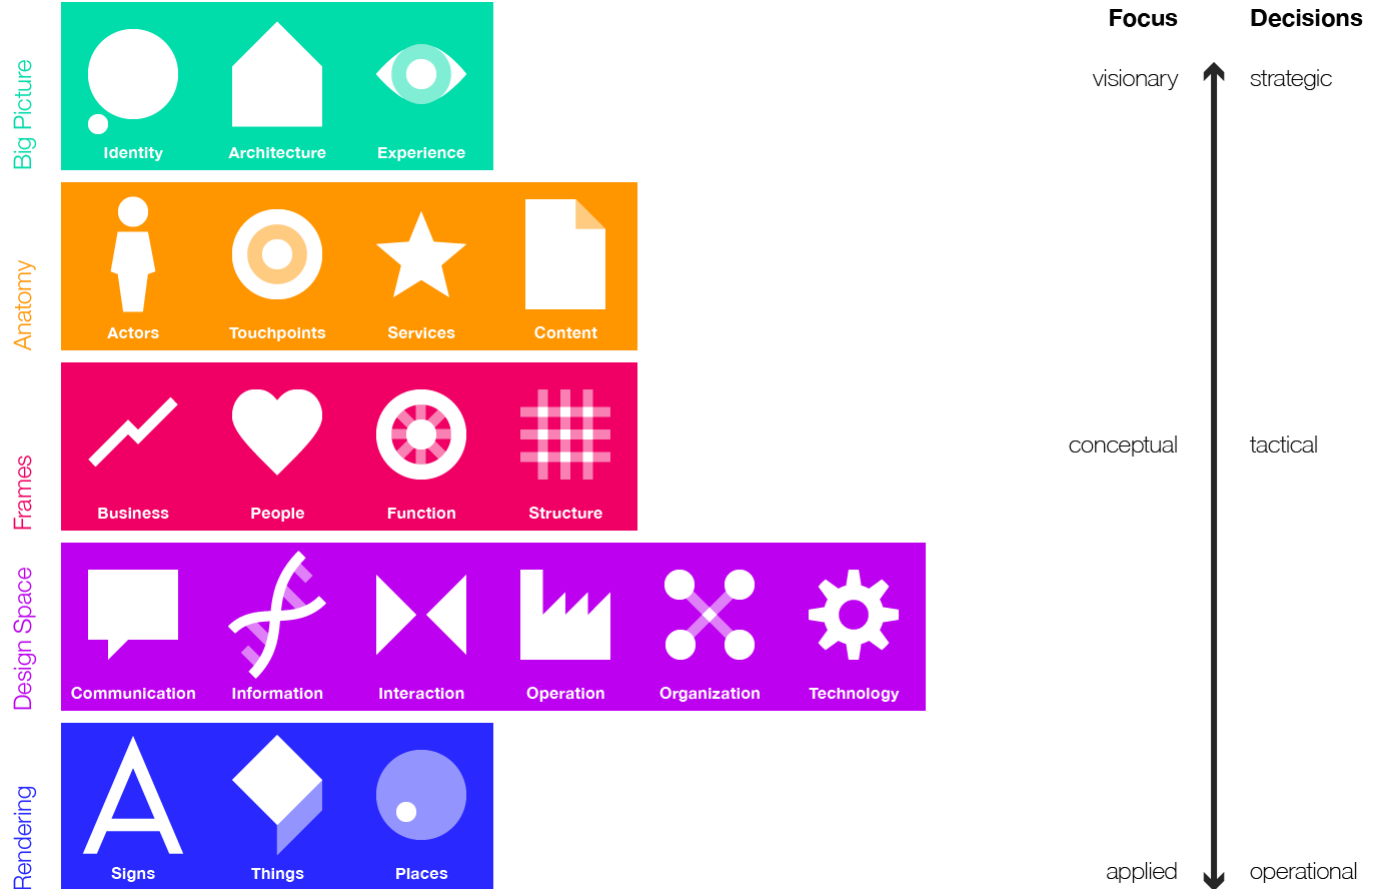 Focus
Decisions
visionary
strategic
Big Picture
Identity
Architecture
Experience
Anatomy
Actors
Touchpoints
Services
Content
Frames
Business
People
Function
Structure
conceptual
tactical
Design Space
Communication
Information
Interaction
Operation
Organization
Technology
Rendering
Signs
Things
Places
applied
operational